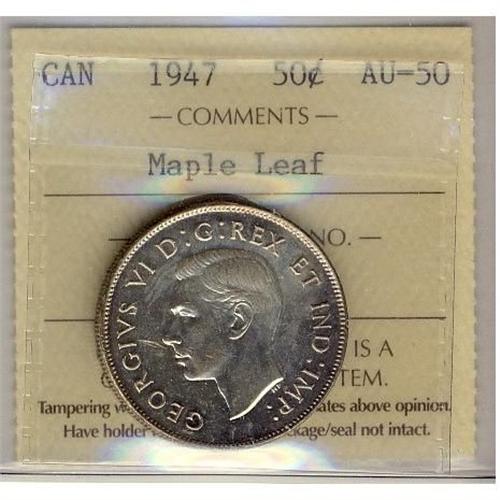 CAN 1947 50¢ AU-50
— COMMENTS —
Maple Leaf
— NO. —
IS A
TEM.
Tampering ates above opinion.
Have holder kage/seal not intact.
GEORGIVS VI D:G:REX ET IND:IMP: